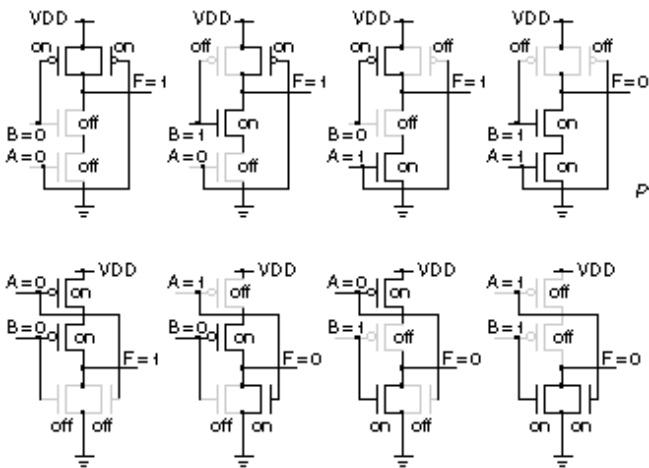 VDD VDD VDD VDD
on on off on on off off off
F=1 F=1 F=1 F=0
B=0 off B=1 on B=0 off B=1 on
A=0 off A=0 off A=1 on A=1 on
P
VDD VDD VDD VDD
A=0 on A=1 off A=0 on A=1 off
B=0 on B=0 on B=1 off B=1 off
F=1 F=0 F=0 F=0
off off off on on off on on